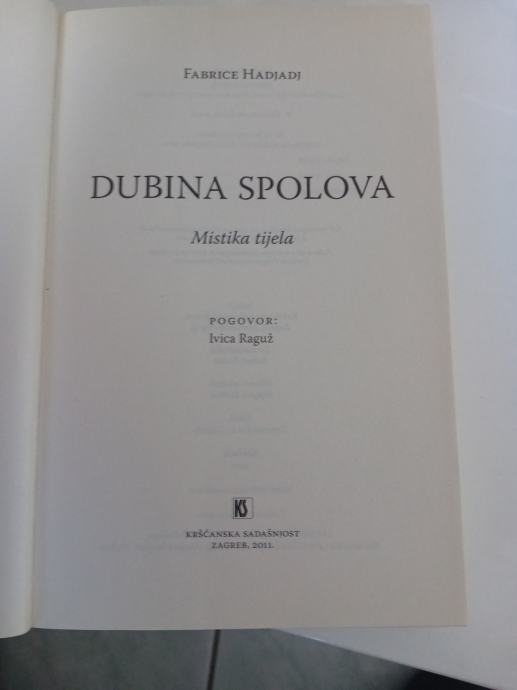 FABRICE HADJADJ
DUBINA SPOLOVA
Mistika tijela
POGOVOR:
Ivica Raguž
KS
KRŠĆANSKA SADAŠNJOST
ZAGREB, 2011.